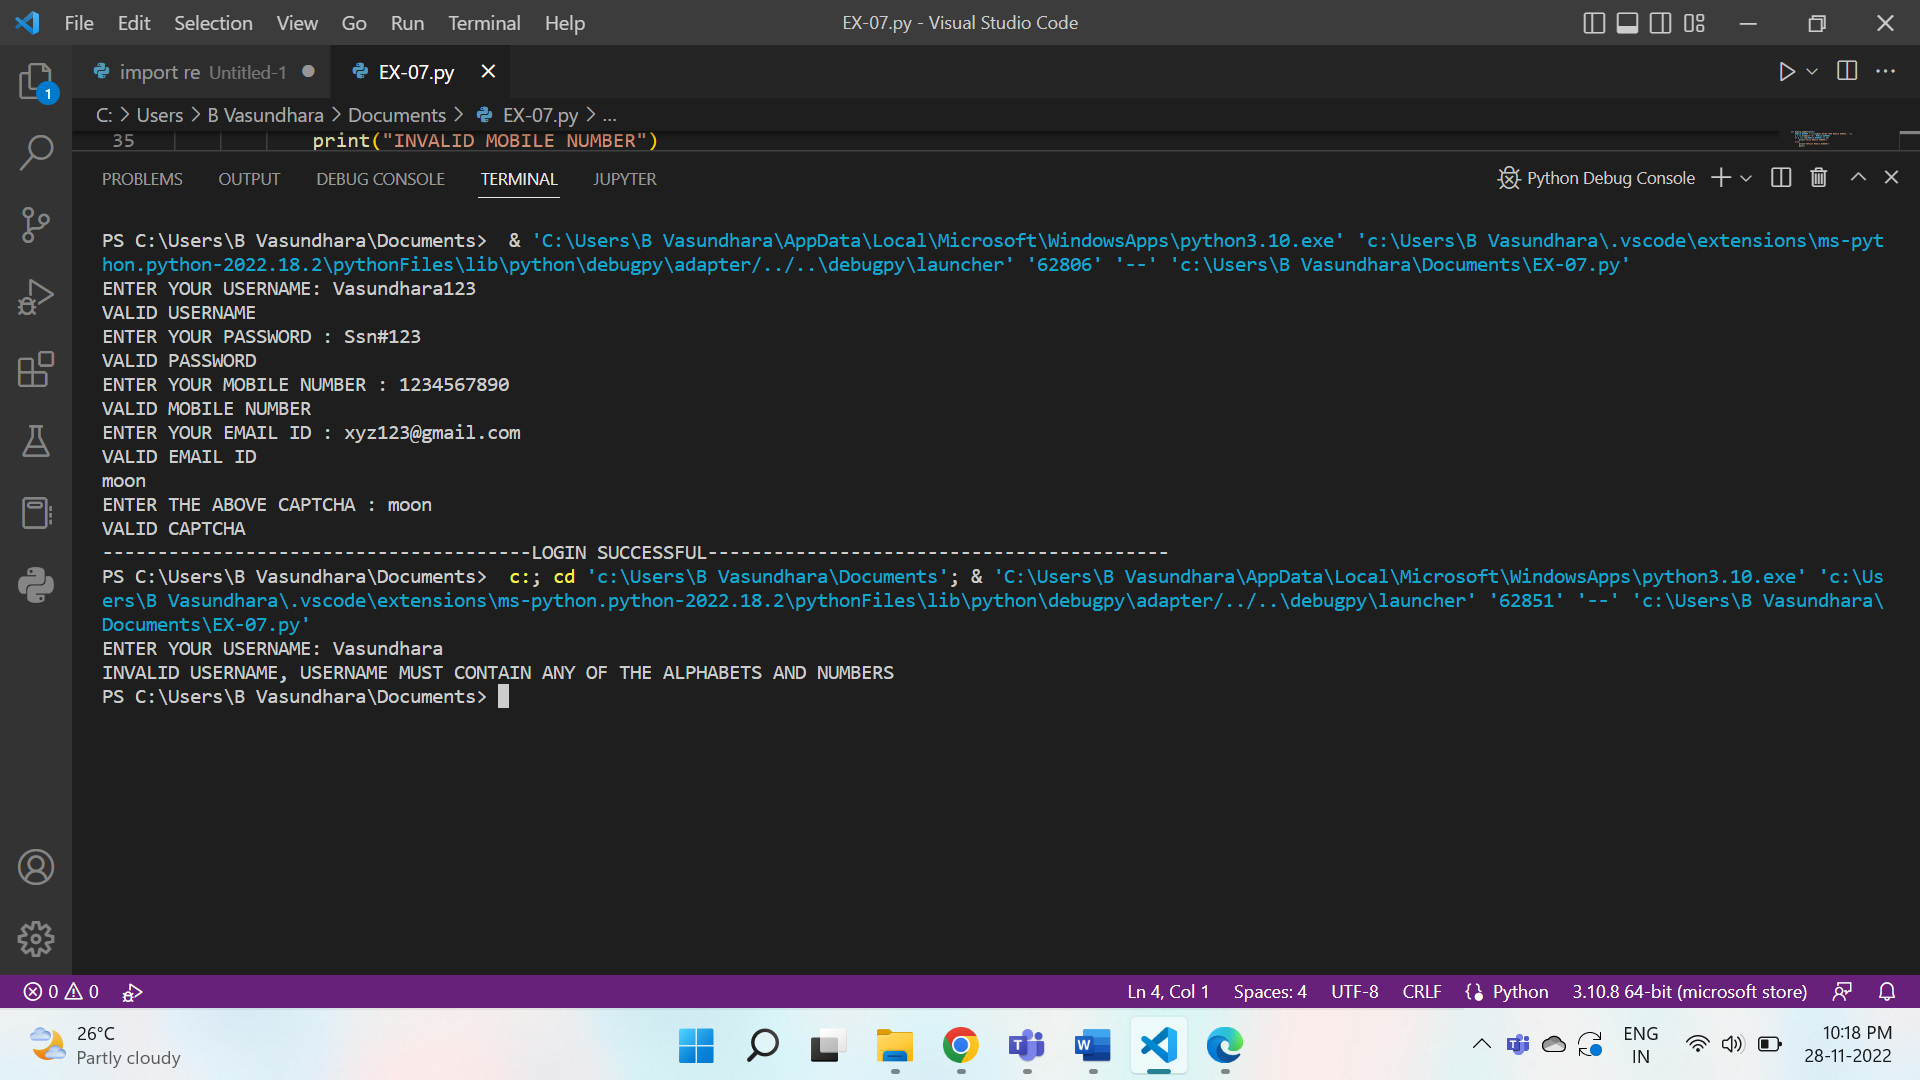 File Edit Selection View Go Run Terminal Help EX-07.py - Visual Studio Code
import re Untitled-1 EX-07.py
C: > Users > B Vasundhara > Documents > EX-07.py > ...
35 print("INVALID MOBILE NUMBER")
PROBLEMS OUTPUT DEBUG CONSOLE TERMINAL JUPYTER Python Debug Console
PS C:\Users\B Vasundhara\Documents>  & 'C:\Users\B Vasundhara\AppData\Local\Microsoft\WindowsApps\python3.10.exe' 'c:\Users\B Vasundhara\.vscode\extensions\ms-pyt
hon.python-2022.18.2\pythonFiles\lib\python\debugpy\adapter/../..\debugpy\launcher' '62806' '--' 'c:\Users\B Vasundhara\Documents\EX-07.py'
ENTER YOUR USERNAME: Vasundhara123
VALID USERNAME
ENTER YOUR PASSWORD : Ssn#123
VALID PASSWORD
ENTER YOUR MOBILE NUMBER : 1234567890
VALID MOBILE NUMBER
ENTER YOUR EMAIL ID : xyz123@gmail.com
VALID EMAIL ID
moon
ENTER THE ABOVE CAPTCHA : moon
VALID CAPTCHA
---------------------------------------LOGIN SUCCESSFUL------------------------------------------
PS C:\Users\B Vasundhara\Documents>  c:; cd 'c:\Users\B Vasundhara\Documents'; & 'C:\Users\B Vasundhara\AppData\Local\Microsoft\WindowsApps\python3.10.exe' 'c:\Us
ers\B Vasundhara\.vscode\extensions\ms-python.python-2022.18.2\pythonFiles\lib\python\debugpy\adapter/../..\debugpy\launcher' '62851' '--' 'c:\Users\B Vasundhara\
Documents\EX-07.py'
ENTER YOUR USERNAME: Vasundhara
INVALID USERNAME, USERNAME MUST CONTAIN ANY OF THE ALPHABETS AND NUMBERS
PS C:\Users\B Vasundhara\Documents>
1
0 0 Ln 4, Col 1 Spaces: 4 UTF-8 CRLF Python 3.10.8 64-bit (microsoft store)
26°C ENG 10:18 PM
Partly cloudy IN 28-11-2022